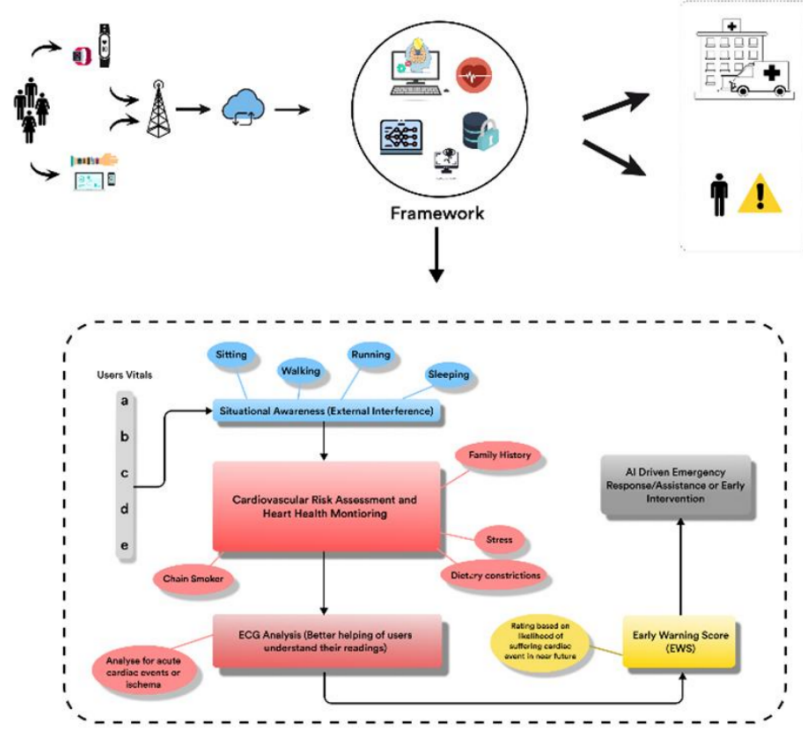 Framework
Users Vitals
a
b
c
d
e
Sitting
Walking
Running
Sleeping
Situational Awareness (External Interference)
Cardiovascular Risk Assessment and
Heart Health Montioring
Family History
Stress
Dietary constrictions
Chain Smoker
ECG Analysis (Better helping of users
understand their readings)
Analyse for acute
cardiac events or
ischema
Rating based on
likelihood of
suffering cardiac
event in near future
Early Warning Score
(EWS)
AI Driven Emergency
Response/Assistance or Early
Intervention